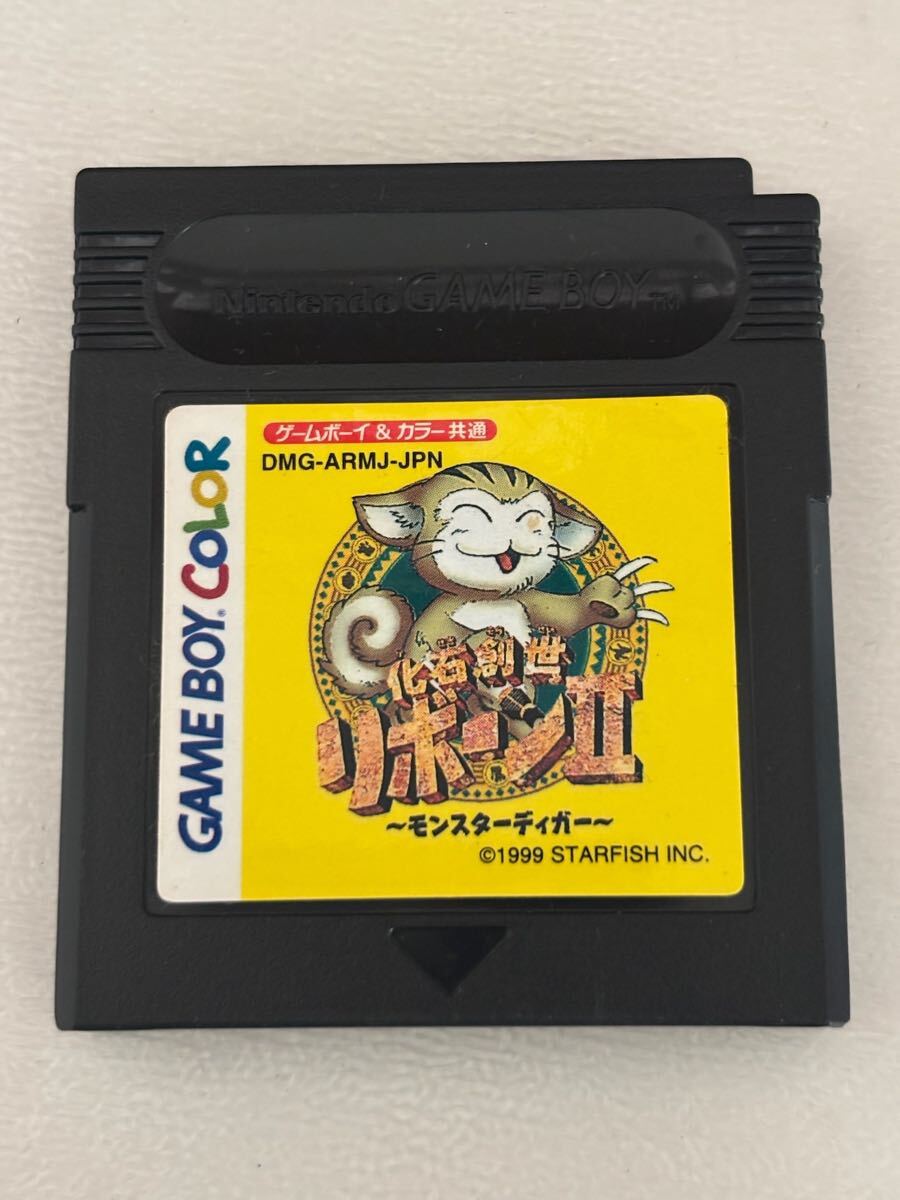 Nintendo GAME BOY TM
GAME BOY® COLOR
ゲームボーイ & カラー共通
DMG-ARMJ-JPN
化石創世
リボーンII
～モンスターディガー～
©1999 STARFISH INC.